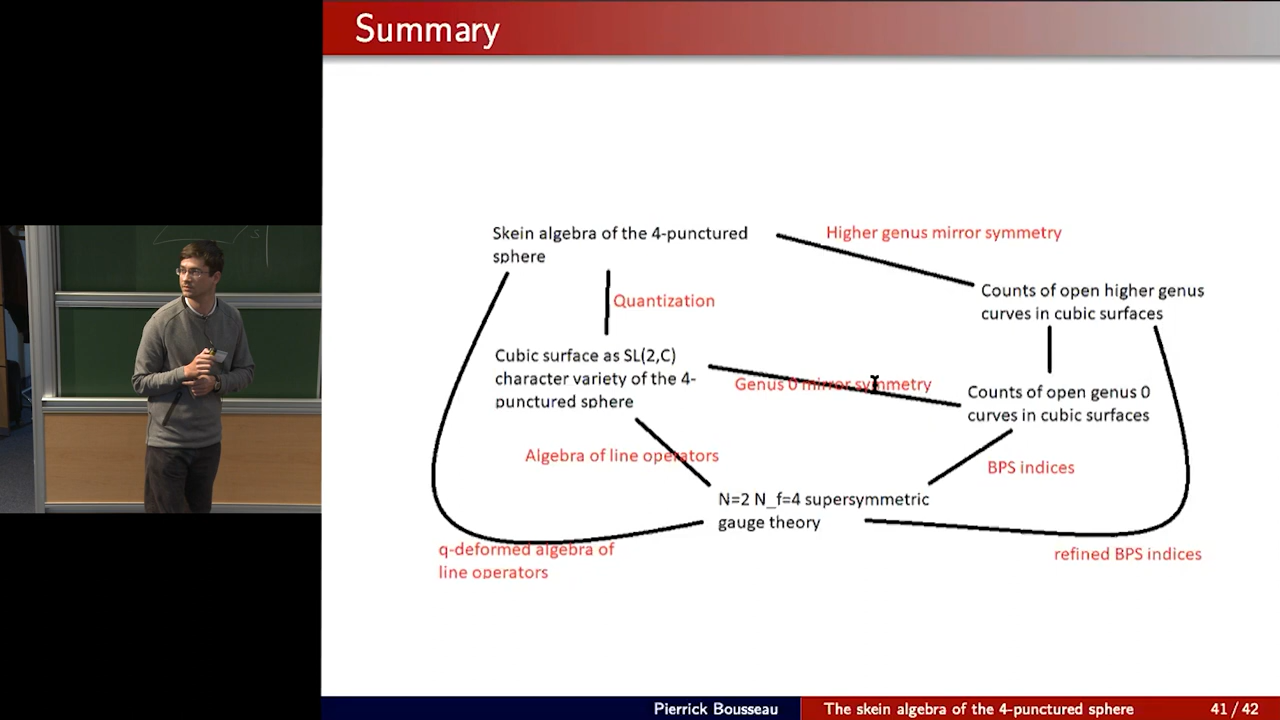 Summary
Skein algebra of the 4-punctured
sphere
Higher genus mirror symmetry
Quantization
Counts of open higher genus
curves in cubic surfaces
Cubic surface as SL(2,C)
character variety of the 4-
punctured sphere
Genus 0 mirror symmetry
Counts of open genus 0
curves in cubic surfaces
Algebra of line operators
BPS indices
N=2 N_f=4 supersymmetric
gauge theory
q-deformed algebra of
line operators
refined BPS indices
Pierrick Bousseau
The skein algebra of the 4-punctured sphere
41 / 42